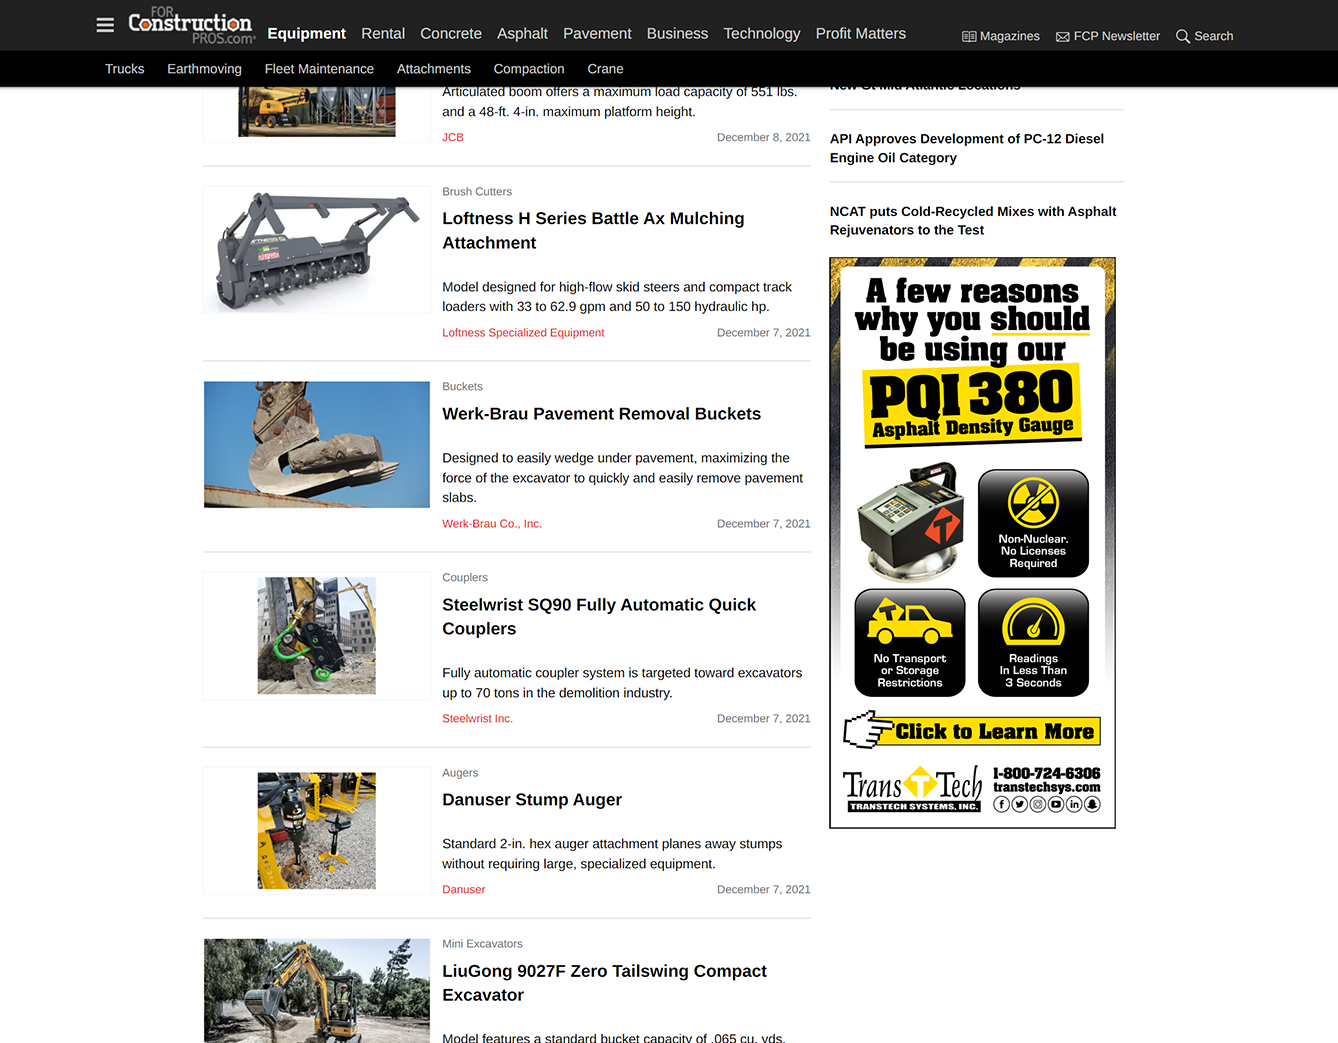 FOR
Construction
PROS.com
Equipment
Rental
Concrete
Asphalt
Pavement
Business
Technology
Profit Matters
Magazines
FCP Newsletter
Search
Trucks
Earthmoving
Fleet Maintenance
Attachments
Compaction
Crane
Articulated boom offers a maximum load capacity of 551 lbs.
and a 48-ft. 4-in. maximum platform height.
JCB
December 8, 2021
Brush Cutters
Loftness H Series Battle Ax Mulching
Attachment
Model designed for high-flow skid steers and compact track
loaders with 33 to 62.9 gpm and 50 to 150 hydraulic hp.
Loftness Specialized Equipment
December 7, 2021
Buckets
Werk-Brau Pavement Removal Buckets
Designed to easily wedge under pavement, maximizing the
force of the excavator to quickly and easily remove pavement
slabs.
Werk-Brau Co., Inc.
December 7, 2021
Couplers
Steelwrist SQ90 Fully Automatic Quick
Couplers
Fully automatic coupler system is targeted toward excavators
up to 70 tons in the demolition industry.
Steelwrist Inc.
December 7, 2021
Augers
Danuser Stump Auger
Standard 2-in. hex auger attachment planes away stumps
without requiring large, specialized equipment.
Danuser
December 7, 2021
Mini Excavators
LiuGong 9027F Zero Tailswing Compact
Excavator
Model features a standard bucket capacity of .065 cu. yds.
New Gt Mid Atlantic Locations
API Approves Development of PC-12 Diesel
Engine Oil Category
NCAT puts Cold-Recycled Mixes with Asphalt
Rejuvenators to the Test
A few reasons
why you should
be using our
PQI 380
Asphalt Density Gauge
Non-Nuclear.
No Licenses
Required
No Transport
or Storage
Restrictions
Readings
In Less Than
3 Seconds
Click to Learn More
Trans T Tech
TRANSTECH SYSTEMS, INC.
1-800-724-6306
transtechsys.com